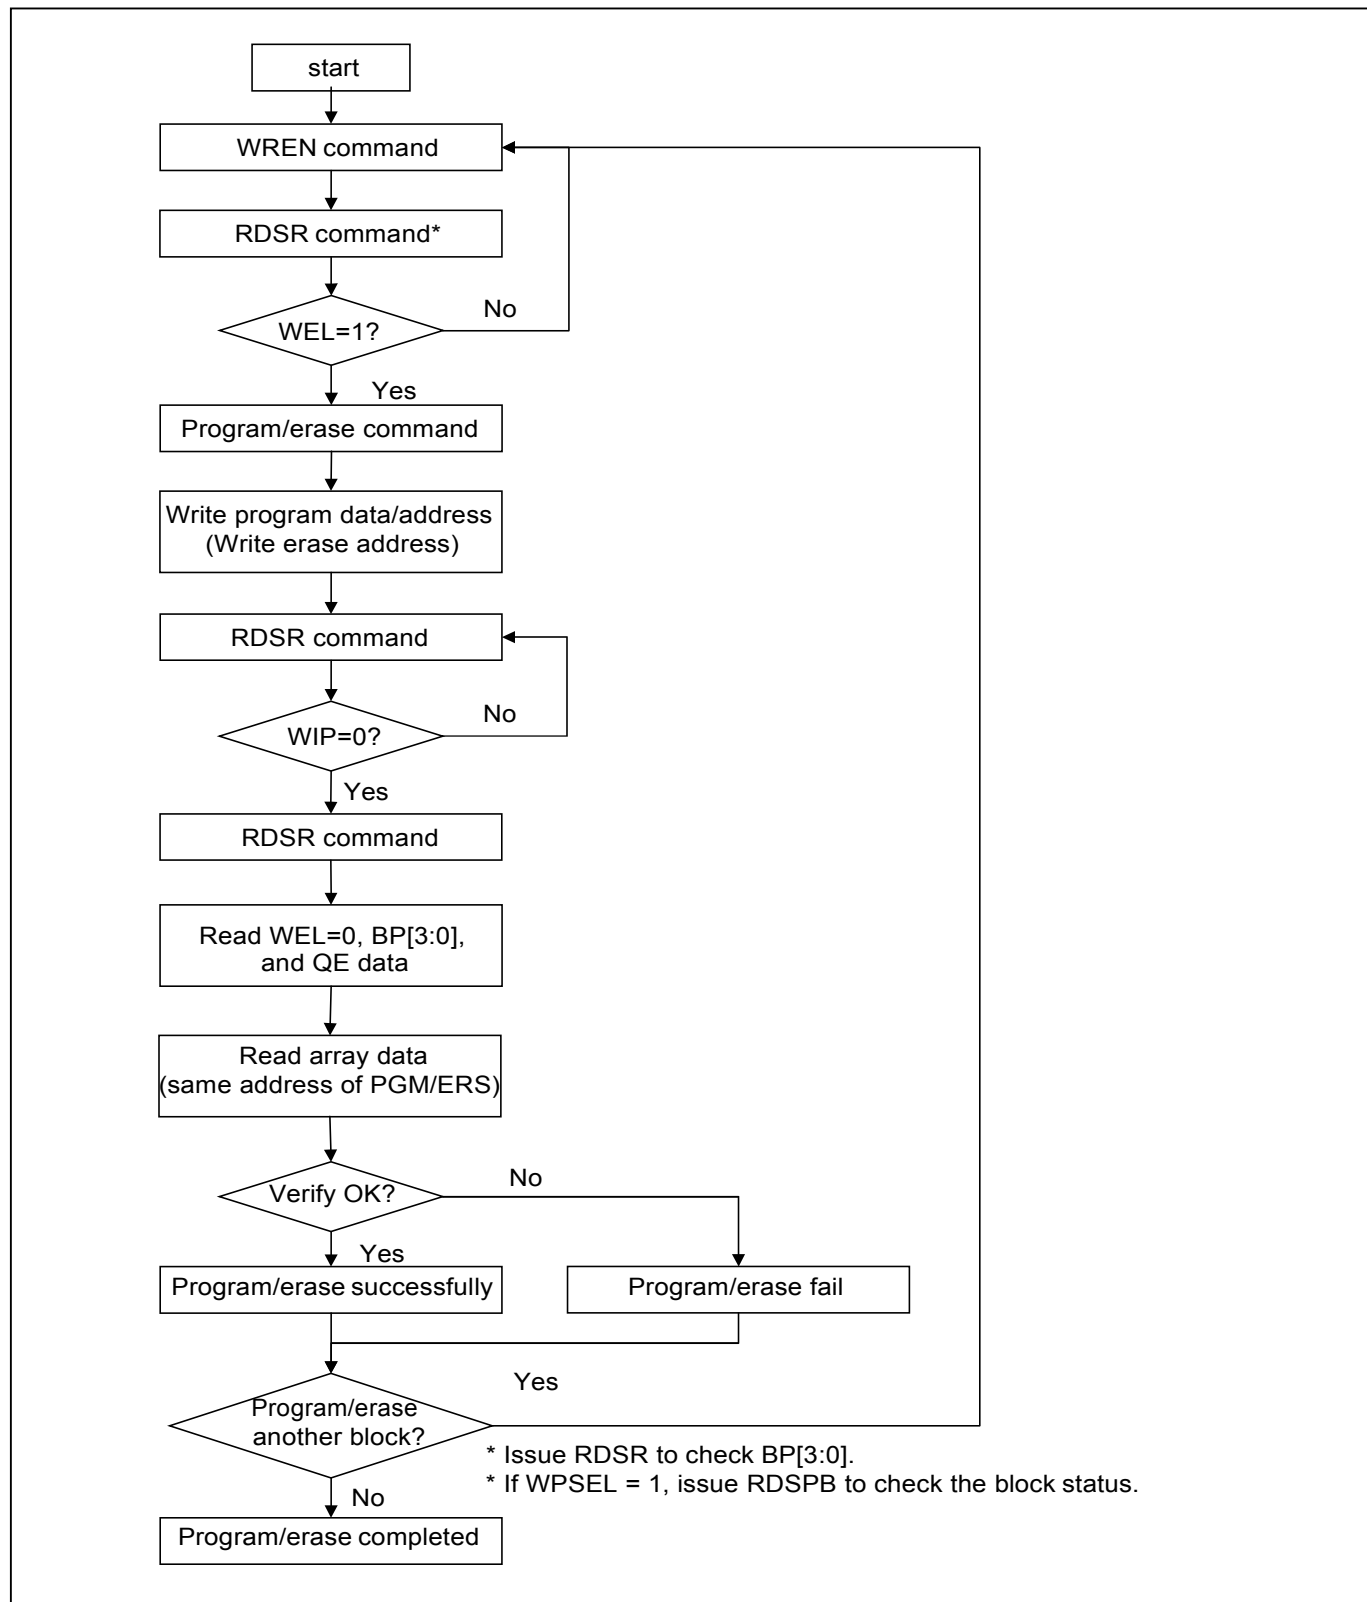 start
WREN command
RDSR command*
WEL=1?
No
Yes
Program/erase command
Write program data/address
(Write erase address)
RDSR command
WIP=0?
No
Yes
RDSR command
Read WEL=0, BP[3:0],
and QE data
Read array data
(same address of PGM/ERS)
Verify OK?
No
Yes
Program/erase successfully
Program/erase fail
Program/erase
another block?
Yes
* Issue RDSR to check BP[3:0].
* If WPSEL = 1, issue RDSPB to check the block status.
No
Program/erase completed